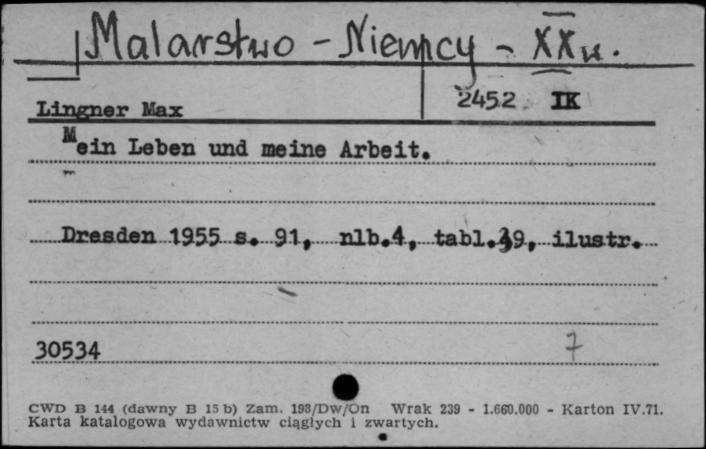 Malarstwo - Niemcy - XX w.
Lingner Max 2452 IK
Mein Leben und meine Arbeit.
Dresden 1955 s. 91, nlb.4, tabl.39, ilustr.
30534 7
CWD B 144 (dawny B 15 b) Zam. 198/Dw/On Wrak 239 - 1.660.000 - Karton IV.71.
Karta katalogowa wydawnictw ciągłych i zwartych.